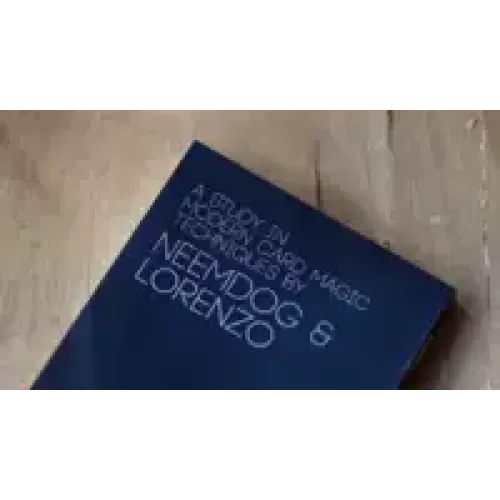 A STUDY IN
MODERN CARD MAGIC
TECHNIQUES BY
NEEMDOG &
LORENZO